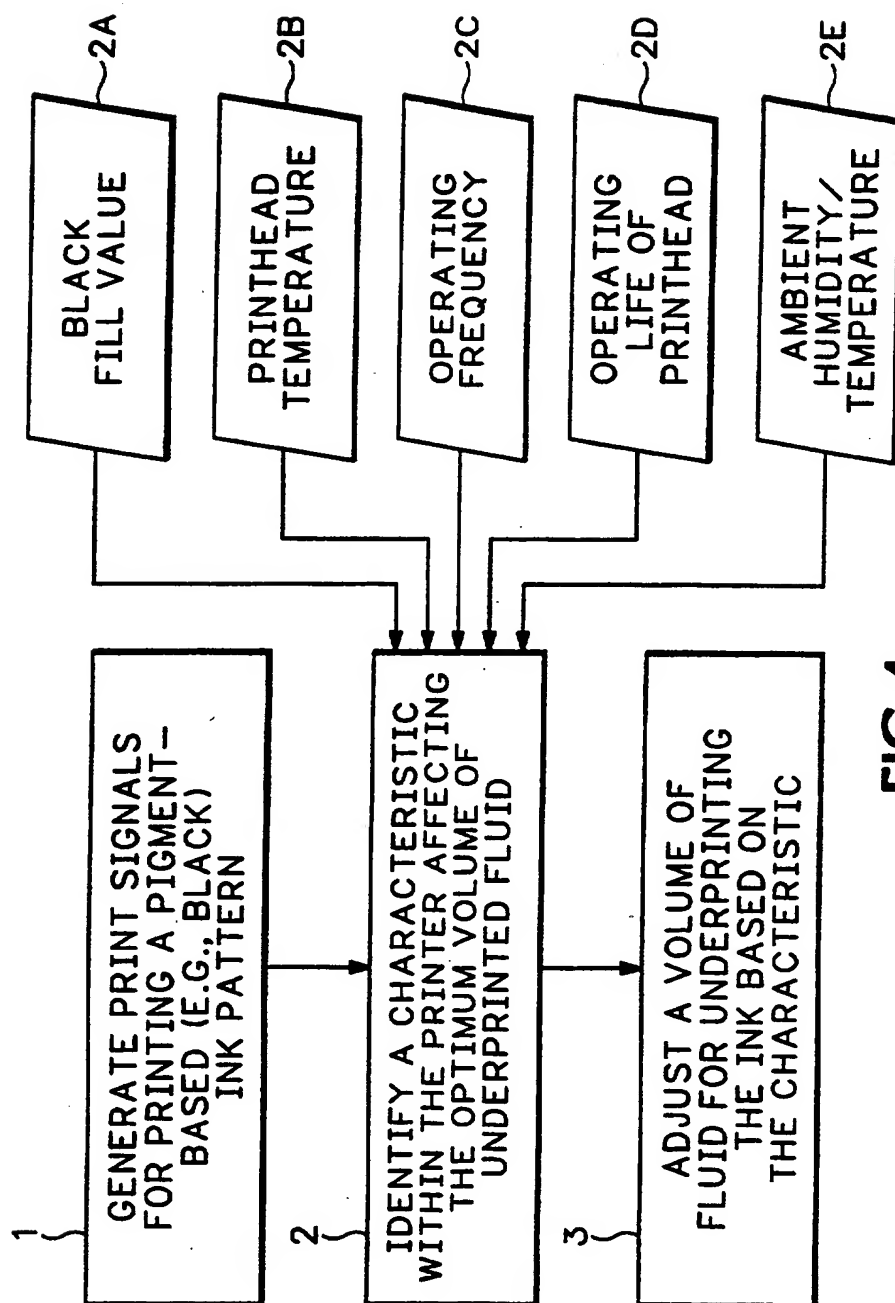 1
GENERATE PRINT SIGNALS
FOR PRINTING A PIGMENT-
BASED (E.G., BLACK)
INK PATTERN
2
IDENTIFY A CHARACTERISTIC
WITHIN THE PRINTER AFFECTING
THE OPTIMUM VOLUME OF
UNDERPRINTED FLUID
3
ADJUST A VOLUME OF
FLUID FOR UNDERPRINTING
THE INK BASED ON
THE CHARACTERISTIC
BLACK
FILL VALUE
2A
PRINTHEAD
TEMPERATURE
2B
OPERATING
FREQUENCY
2C
OPERATING
LIFE OF
PRINTHEAD
2D
AMBIENT
HUMIDITY/
TEMPERATURE
2E